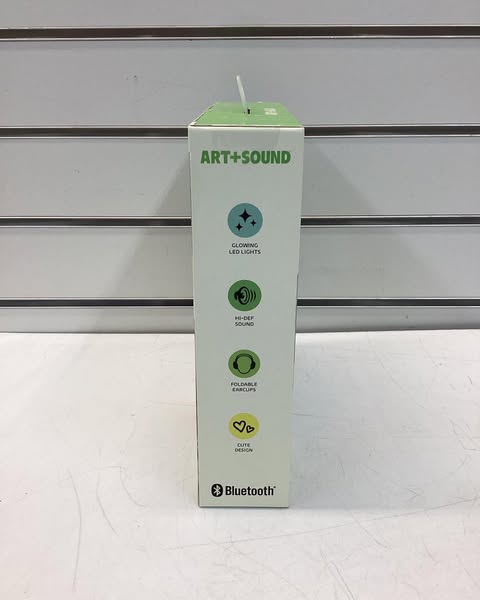 ART+SOUND
GLOWING
LED LIGHTS
HI-DEF
SOUND
FOLDABLE
EARCUPS
CUTE
DESIGN
Bluetooth®